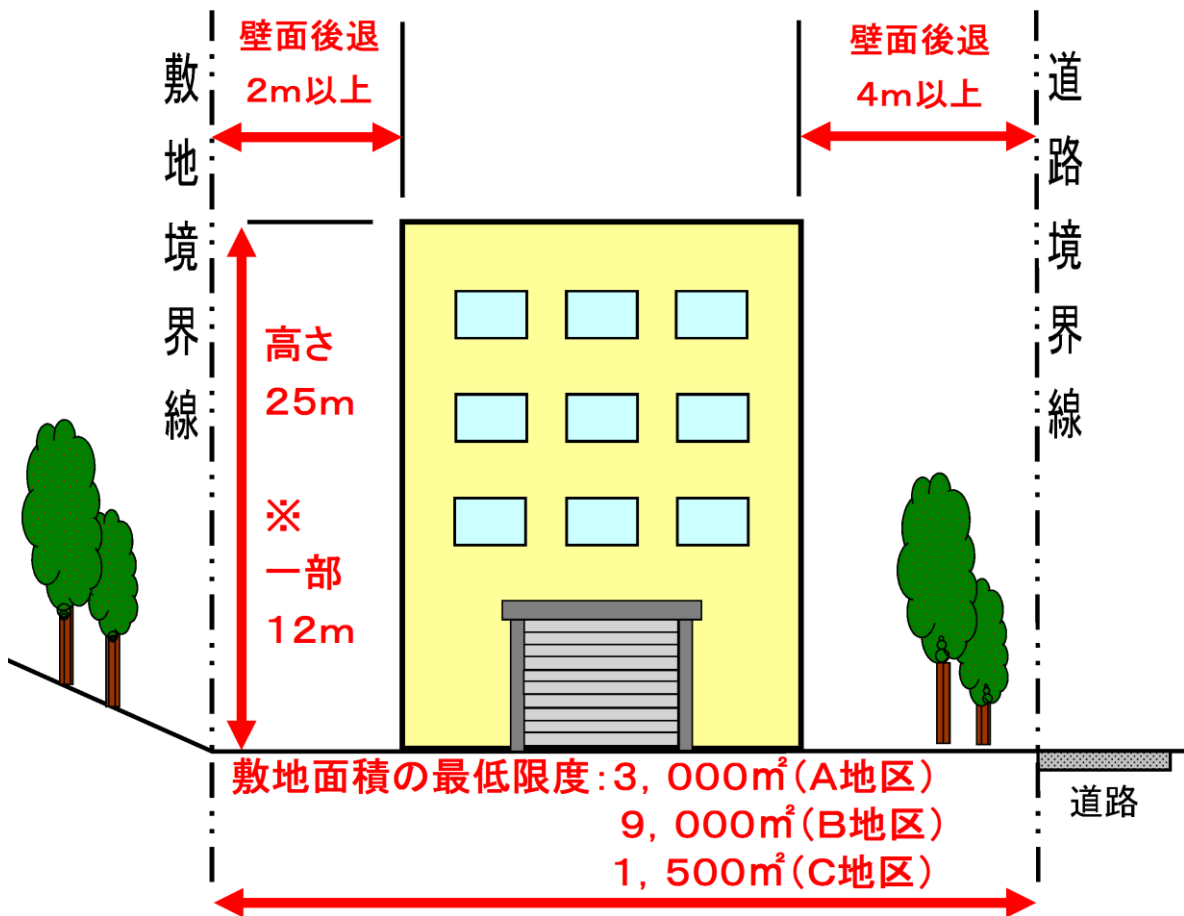 壁面後退
2m以上
壁面後退
4m以上
敷地境界線
道路境界線
高さ
25m
※
一部
12m
敷地面積の最低限度：3，000㎡（A地区）
9，000㎡（B地区）
1，500㎡（C地区）
道路